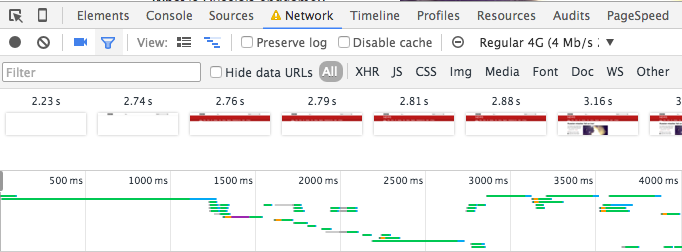 Elements Console Sources Network Timeline Profiles Resources Audits PageSpeed
View: Preserve log Disable cache Regular 4G (4 Mb/s
Filter Hide data URLs All XHR JS CSS Img Media Font Doc WS Other
2.23 s 2.74 s 2.76 s 2.79 s 2.81 s 2.88 s 3.16 s
500 ms 1000 ms 1500 ms 2000 ms 2500 ms 3000 ms 3500 ms 4000 ms